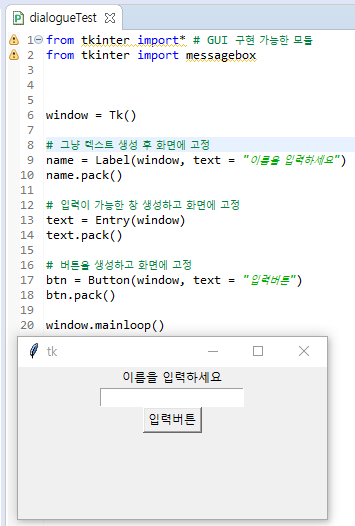 dialogueTest
1 from tkinter import* # GUI 구현 가능한 모듈
2 from tkinter import messagebox
3
4
5
6 window = Tk()
7
8 # 그냥 텍스트 생성 후 화면에 고정
9 name = Label(window, text = "이름을 입력하세요")
10 name.pack()
11
12 # 입력이 가능한 창 생성하고 화면에 고정
13 text = Entry(window)
14 text.pack()
15
16 # 버튼을 생성하고 화면에 고정
17 btn = Button(window, text = "입력버튼")
18 btn.pack()
19
20 window.mainloop()
tk
이름을 입력하세요
입력버튼